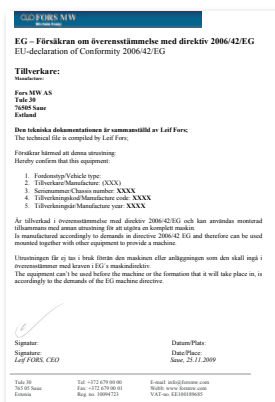 FORS MW
EG – Försäkran om överensstämmelse med direktiv 2006/42/EG
EU-declaration of Conformity 2006/42/EG
Tillverkare:
Manufacture:
Fors MW AS
Tule 30
76505 Saue
Estland
Den tekniska dokumentationen är sammanställd av Leif Fors;
The technical file is compiled by Leif Fors;
Försäkrar härmed att denna utrustning:
Hereby confirm that this equipment:
1. Fordonstyp/Vehicle type:
2. Tillverkare/Manufacture: (XXX)
3. Serienummer/Chassis number: XXXX
4. Tillverkningskod/Manufacture code: XXXX
5. Tillverkningsår/Manufacture year: XXXX
Är tillverkad i överensstämmelse med direktiv 2006/42/EG och kan användas monterad
tillsammans med annan utrustning för att utgöra en komplett maskin.
Is manufactured accordingly to demands in directive 2006/42 EG and therefore can be used
mounted together with other equipment to provide a machine.
Utrustningen får ej tas i bruk förrän den maskinen eller anläggningen som den skall ingå i
överensstämmer med kraven i EG´s maskindirektiv.
The equipment can't be used before the machine or the formation that it will take place in, is
accordingly to the demands of the EG machine directive.
Signatur: Datum/Plats:
Signature: Date/Place:
Leif FORS, CEO Saue, 25.11.2009
Tule 30 Tel: +372 679 00 00 E-mail: info@forsmw.com
765 05 Saue Fax: +372 679 00 01 Webb: www.forsmw.com
Estonia Reg. no. 10094723 VAT-no. EE100189605